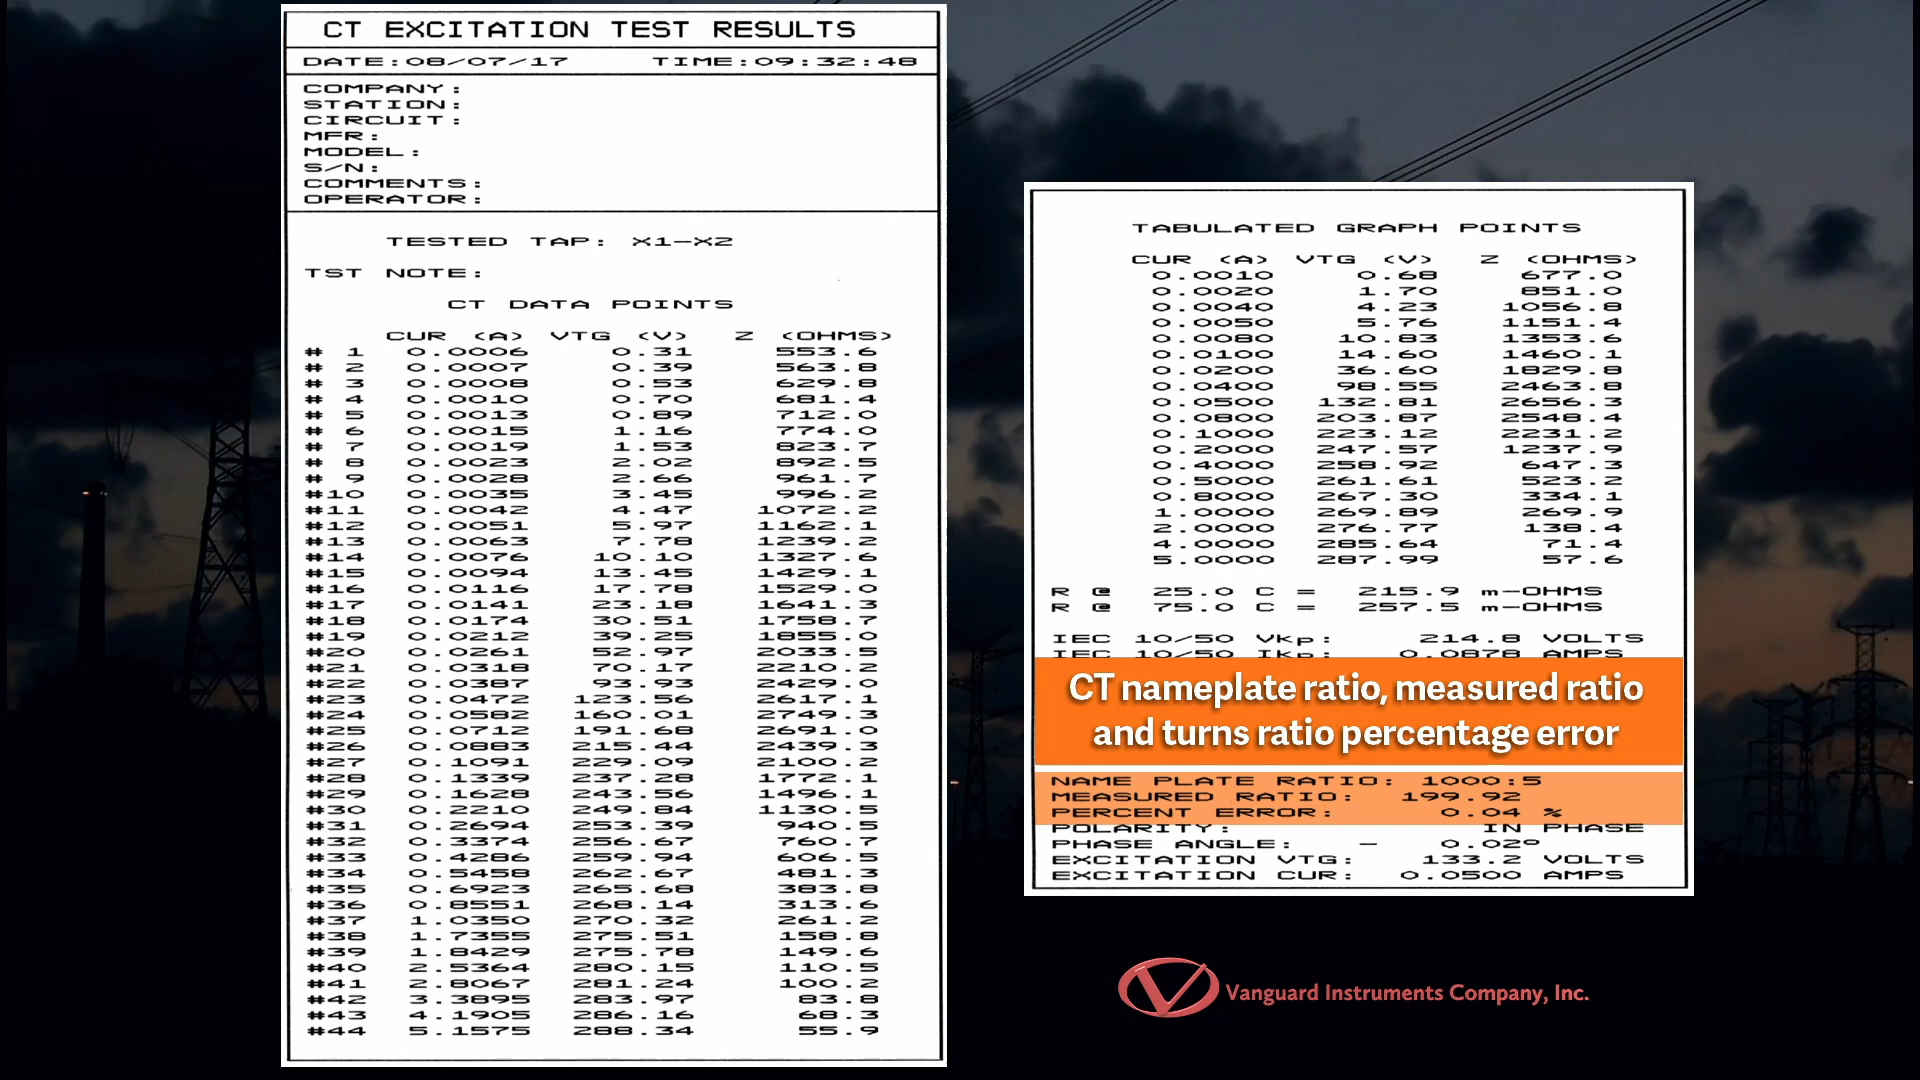 CT EXCITATION TEST RESULTS
DATE:08/07/17 TIME:09:32:48
COMPANY:
STATION:
CIRCUIT:
MFR:
MODEL:
S/N:
COMMENTS:
OPERATOR:
TESTED TAP: X1-X2
TST NOTE:
CT DATA POINTS
CUR (A) VTG (V) Z (OHMS)
# 1 0.0006 0.31 553.6
# 2 0.0007 0.39 563.8
# 3 0.0008 0.53 629.8
# 4 0.0010 0.70 681.4
# 5 0.0013 0.89 712.0
# 6 0.0015 1.16 774.0
# 7 0.0019 1.53 823.7
# 8 0.0023 2.02 892.5
# 9 0.0028 2.66 961.7
#10 0.0035 3.45 996.2
#11 0.0042 4.47 1072.2
#12 0.0051 5.97 1162.1
#13 0.0063 7.78 1239.2
#14 0.0076 10.10 1327.6
#15 0.0094 13.45 1429.1
#16 0.0116 17.78 1529.0
#17 0.0141 23.18 1641.3
#18 0.0174 30.51 1758.7
#19 0.0212 39.25 1855.0
#20 0.0261 52.97 2033.5
#21 0.0318 70.17 2210.2
#22 0.0387 93.93 2429.0
#23 0.0472 123.56 2617.1
#24 0.0582 160.01 2749.3
#25 0.0712 191.68 2691.0
#26 0.0883 215.44 2439.3
#27 0.1091 229.09 2100.2
#28 0.1339 237.28 1772.1
#29 0.1628 243.56 1496.1
#30 0.2210 249.84 1130.5
#31 0.2694 253.39 940.5
#32 0.3374 256.67 760.7
#33 0.4286 259.94 606.5
#34 0.5458 262.67 481.3
#35 0.6923 265.68 383.8
#36 0.8551 268.14 313.6
#37 1.0350 270.32 261.2
#38 1.7355 275.51 158.8
#39 1.8429 275.78 149.6
#40 2.5364 280.15 110.5
#41 2.8067 281.24 100.2
#42 3.3895 283.97 83.8
#43 4.1905 286.16 68.3
#44 5.1575 288.34 55.9
TABULATED GRAPH POINTS
CUR (A) VTG (V) Z (OHMS)
0.0010 0.68 677.0
0.0020 1.70 851.0
0.0040 4.23 1056.8
0.0050 5.76 1151.4
0.0080 10.83 1353.6
0.0100 14.60 1460.1
0.0200 36.60 1829.8
0.0400 98.55 2463.8
0.0500 132.81 2656.3
0.0800 203.87 2548.4
0.1000 223.12 2231.2
0.2000 247.57 1237.9
0.4000 258.92 647.3
0.5000 261.61 523.2
0.8000 267.30 334.1
1.0000 269.89 269.9
2.0000 276.77 138.4
4.0000 285.64 71.4
5.0000 287.99 57.6
R @ 25.0 C = 215.9 m-OHMS
R @ 75.0 C = 257.5 m-OHMS
IEC 10/50 VKp: 214.8 VOLTS
IEC 10/50 IKp: 0.0878 AMPS
CT nameplate ratio, measured ratio
and turns ratio percentage error
NAME PLATE RATIO: 1000:5
MEASURED RATIO: 199.92
PERCENT ERROR: 0.04 %
POLARITY: IN PHASE
PHASE ANGLE: - 0.02°
EXCITATION VTG: 133.2 VOLTS
EXCITATION CUR: 0.0500 AMPS
Vanguard Instruments Company, Inc.